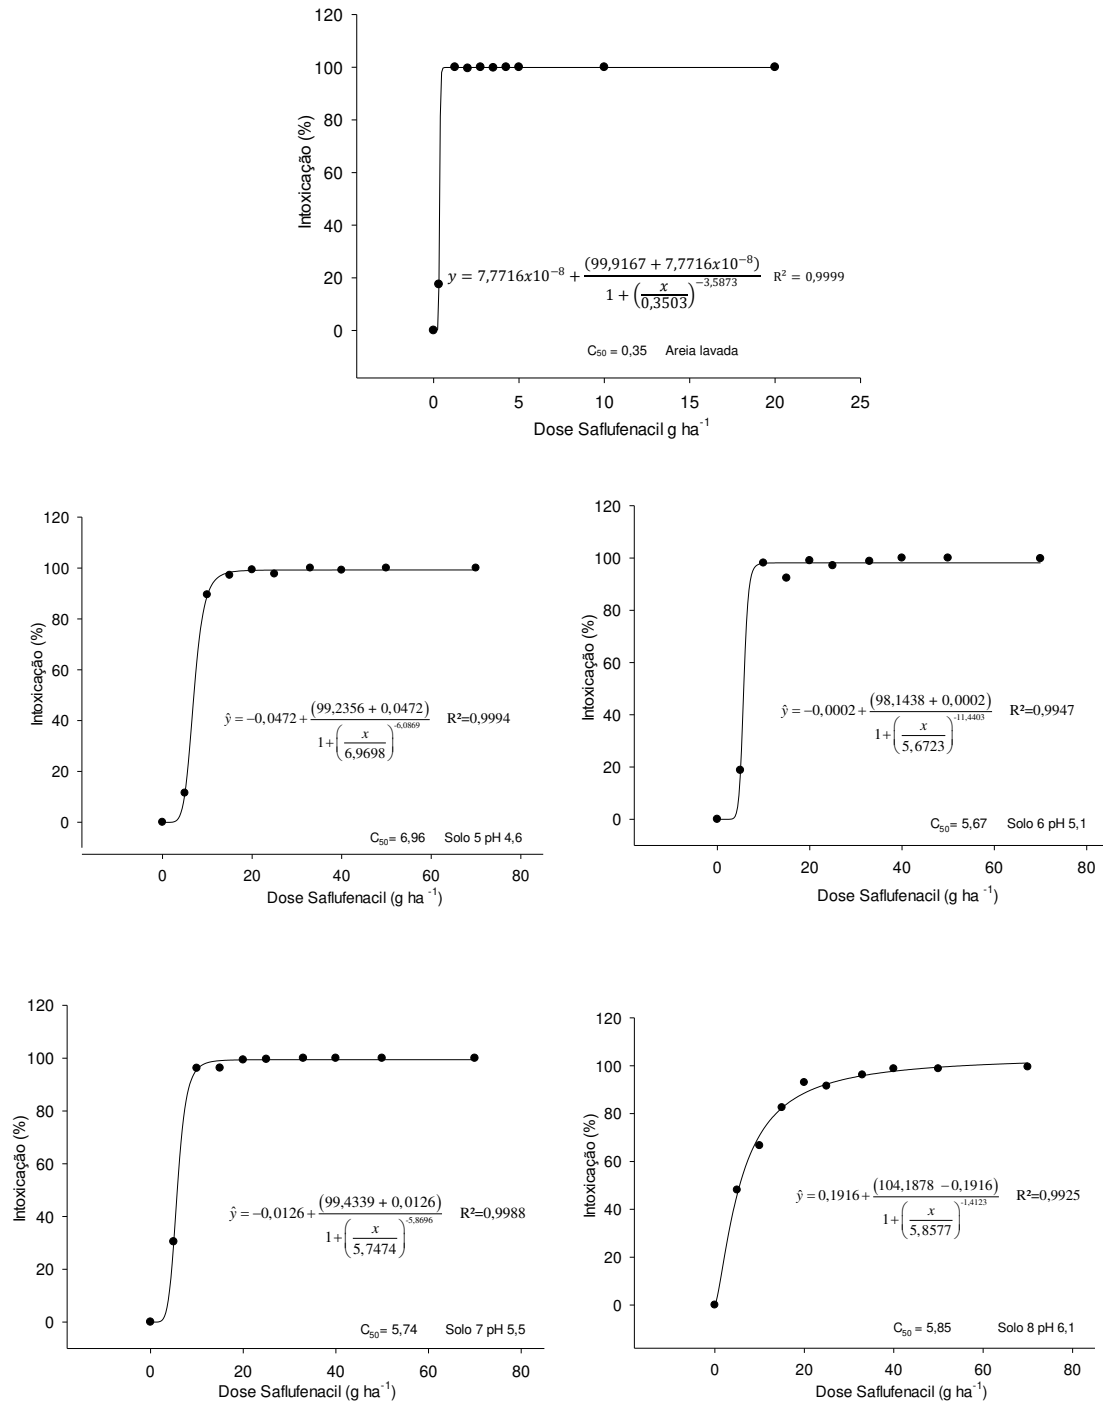 120
100
80
60
40
20
0
Intoxicação (%)
y = 7,7716x10⁻⁸ + (99,9167 + 7,7716x10⁻⁸) / 1 + (x / 0,3503)^−3,5873 R² = 0,9999
C₅₀ = 0,35 Areia lavada
0 5 10 15 20 25
Dose Saflufenacil g ha⁻¹
120
100
80
60
40
20
0
Intoxicação (%)
ŷ = −0,0472 + (99,2356 + 0,0472) / 1 + (x / 6,9698)^-6,0869 R²=0,9994
C₅₀= 6,96 Solo 5 pH 4,6
0 20 40 60 80
Dose Saflufenacil (g ha ⁻¹)
120
100
80
60
40
20
0
Intoxicação (%)
ŷ = −0,0002 + (98,1438 + 0,0002) / 1 + (x / 5,6723)^-11,4403 R²=0,9947
C₅₀= 5,67 Solo 6 pH 5,1
0 20 40 60 80
Dose Saflufenacil (g ha ⁻¹)
120
100
80
60
40
20
0
Intoxicação (%)
ŷ = −0,0126 + (99,4339 + 0,0126) / 1 + (x / 5,7474)^-5,8696 R²=0,9988
C₅₀= 5,74 Solo 7 pH 5,5
0 20 40 60 80
Dose Saflufenacil (g ha⁻¹)
120
100
80
60
40
20
0
Intoxicação (%)
ŷ = 0,1916 + (104,1878 − 0,1916) / 1 + (x / 5,8577)^-1,4123 R²=0,9925
C₅₀ = 5,85 Solo 8 pH 6,1
0 20 40 60 80
Dose Saflufenacil (g ha⁻¹)